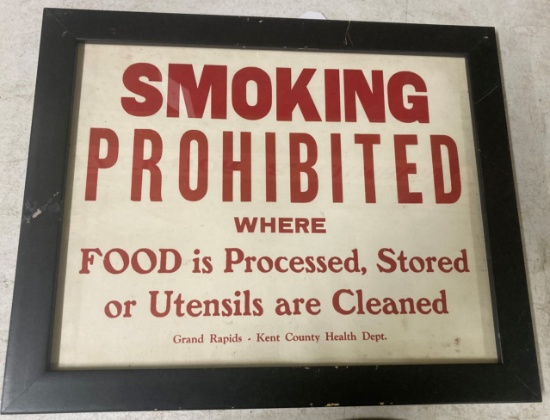 SMOKING
PROHIBITED
WHERE
FOOD is Processed, Stored
or Utensils are Cleaned
Grand Rapids - Kent County Health Dept.